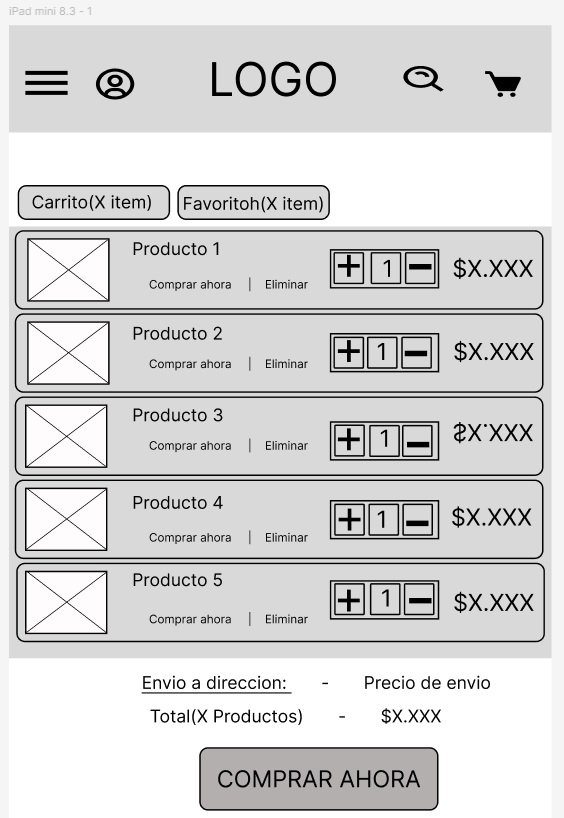 iPad mini 8.3 - 1
LOGO
Carrito(X item) Favoritoh(X item)
Producto 1
Comprar ahora | Eliminar
+ 1 − $X.XXX
Producto 2
Comprar ahora | Eliminar
+ 1 − $X.XXX
Producto 3
Comprar ahora | Eliminar
+ 1 − $X.XXX
Producto 4
Comprar ahora | Eliminar
+ 1 − $X.XXX
Producto 5
Comprar ahora | Eliminar
+ 1 − $X.XXX
Envio a direccion: - Precio de envio
Total(X Productos) - $X.XXX
COMPRAR AHORA